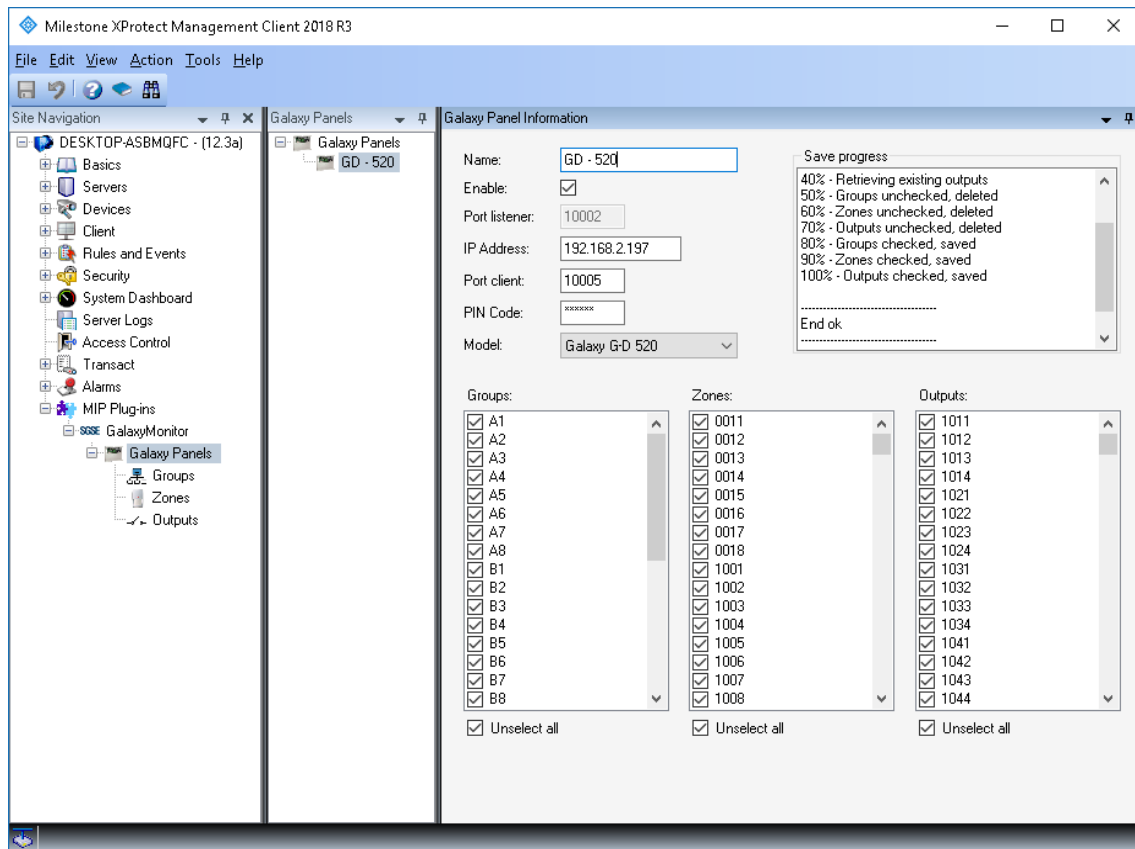 Milestone XProtect Management Client 2018 R3
File Edit View Action Tools Help
Site Navigation
DESKTOP-ASBMQFC - (12.3a)
Basics
Servers
Devices
Client
Rules and Events
Security
System Dashboard
Server Logs
Access Control
Transact
Alarms
MIP Plug-ins
SGSE GalaxyMonitor
Galaxy Panels
Groups
Zones
Outputs
Galaxy Panels
Galaxy Panels
GD - 520
Galaxy Panel Information
Name: GD - 520
Enable:
Port listener: 10002
IP Address: 192.168.2.197
Port client: 10005
PIN Code: ××××××
Model: Galaxy G-D 520
Save progress
40% - Retrieving existing outputs
50% - Groups unchecked, deleted
60% - Zones unchecked, deleted
70% - Outputs unchecked, deleted
80% - Groups checked, saved
90% - Zones checked, saved
100% - Outputs checked, saved
-------------------------------------
End ok
-------------------------------------
Groups:
A1
A2
A3
A4
A5
A6
A7
A8
B1
B2
B3
B4
B5
B6
B7
B8
Unselect all
Zones:
0011
0012
0013
0014
0015
0016
0017
0018
1001
1002
1003
1004
1005
1006
1007
1008
Unselect all
Outputs:
1011
1012
1013
1014
1021
1022
1023
1024
1031
1032
1033
1034
1041
1042
1043
1044
Unselect all